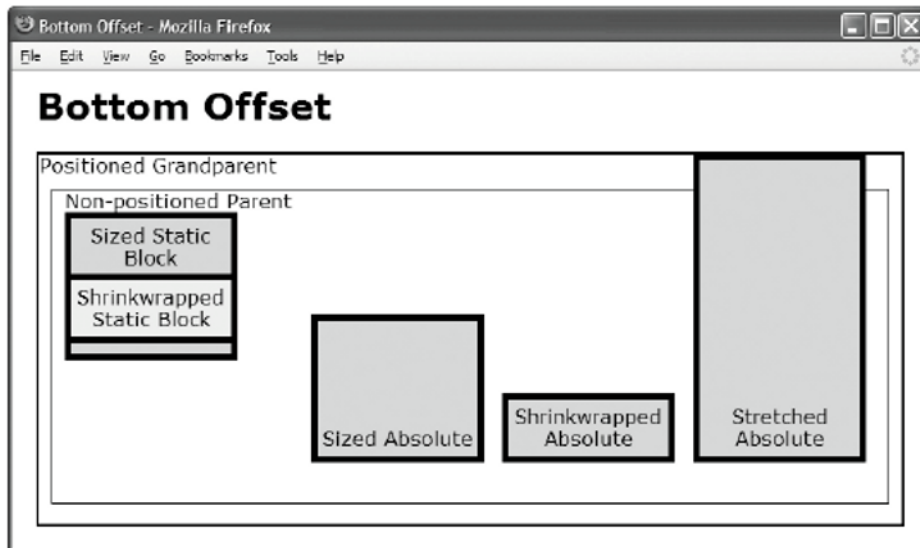 Bottom Offset - Mozilla Firefox
File Edit View Go Bookmarks Tools Help
Bottom Offset
Positioned Grandparent
Non-positioned Parent
Sized Static
Block
Shrinkwrapped
Static Block
Sized Absolute
Shrinkwrapped
Absolute
Stretched
Absolute